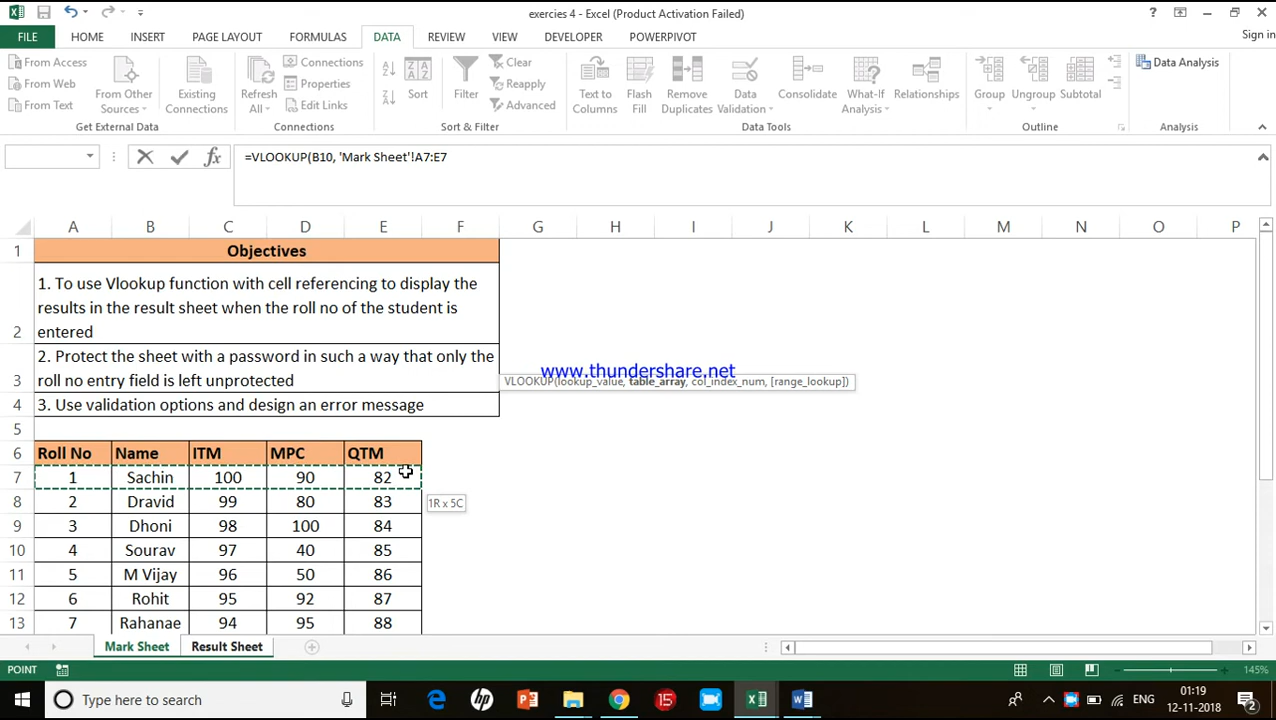 exercies 4 - Excel (Product Activation Failed)
FILE HOME INSERT PAGE LAYOUT FORMULAS DATA REVIEW VIEW DEVELOPER POWERPIVOT Sign in
From Access
From Web
From Text
From Other Sources
Existing Connections
Get External Data
Refresh All
Connections
Properties
Edit Links
Connections
Sort
Filter
Clear
Reapply
Advanced
Sort & Filter
Text to Columns
Flash Fill
Remove Duplicates
Data Validation
Consolidate
What-If Analysis
Relationships
Data Tools
Group
Ungroup
Subtotal
Outline
Data Analysis
Analysis
=VLOOKUP(B10, 'Mark Sheet'!A7:E7
A B C D E F G H I J K L M N O P
1 Objectives
2 1. To use Vlookup function with cell referencing to display the
results in the result sheet when the roll no of the student is
entered
3 2. Protect the sheet with a password in such a way that only the
roll no entry field is left unprotected
www.thundershare.net
VLOOKUP(lookup_value, table_array, col_index_num, [range_lookup])
4 3. Use validation options and design an error message
5
6 Roll No Name ITM MPC QTM
7 1 Sachin 100 90 82
8 2 Dravid 99 80 83
1R x 5C
9 3 Dhoni 98 100 84
10 4 Sourav 97 40 85
11 5 M Vijay 96 50 86
12 6 Rohit 95 92 87
13 7 Rahanae 94 95 88
Mark Sheet Result Sheet
POINT 145%
Type here to search
hp
15
ENG
01:19
12-11-2018
2